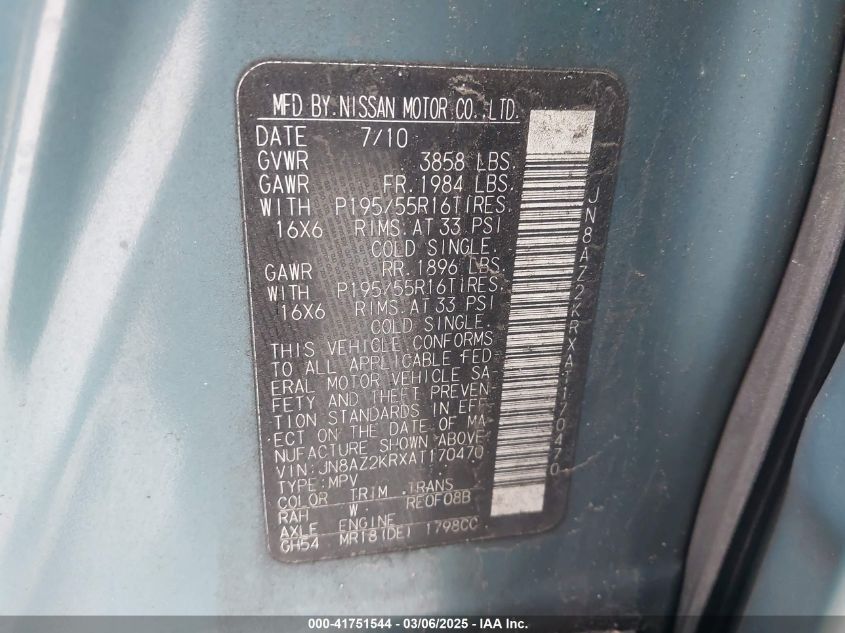 MFD BY NISSAN MOTOR CO.,LTD.
DATE 7/10
GVWR 3858 LBS.
GAWR FR. 1984 LBS.
WITH P195/55R16TIRES.
16X6 RIMS. AT 33 PSI
COLD SINGLE.
GAWR RR. 1896 LBS.
WITH P195/55R16TIRES.
16X6 RIMS. AT 33 PSI
COLD SINGLE.
THIS VEHICLE CONFORMS
TO ALL APPLICABLE FED-
ERAL MOTOR VEHICLE SA-
FETY AND THEFT PREVEN-
TION STANDARDS IN EFF-
ECT ON THE DATE OF MA-
NUFACTURE SHOWN ABOVE.
VIN: JN8AZ2KRXAT170470
TYPE: MPV
COLOR TRIM .TRANS
RAH W RE0F08B
AXLE ENGINE
GH54 MR18(DE) 1798CC
JN8AZ2KRXAT170470
000-41751544 - 03/06/2025 - IAA Inc.